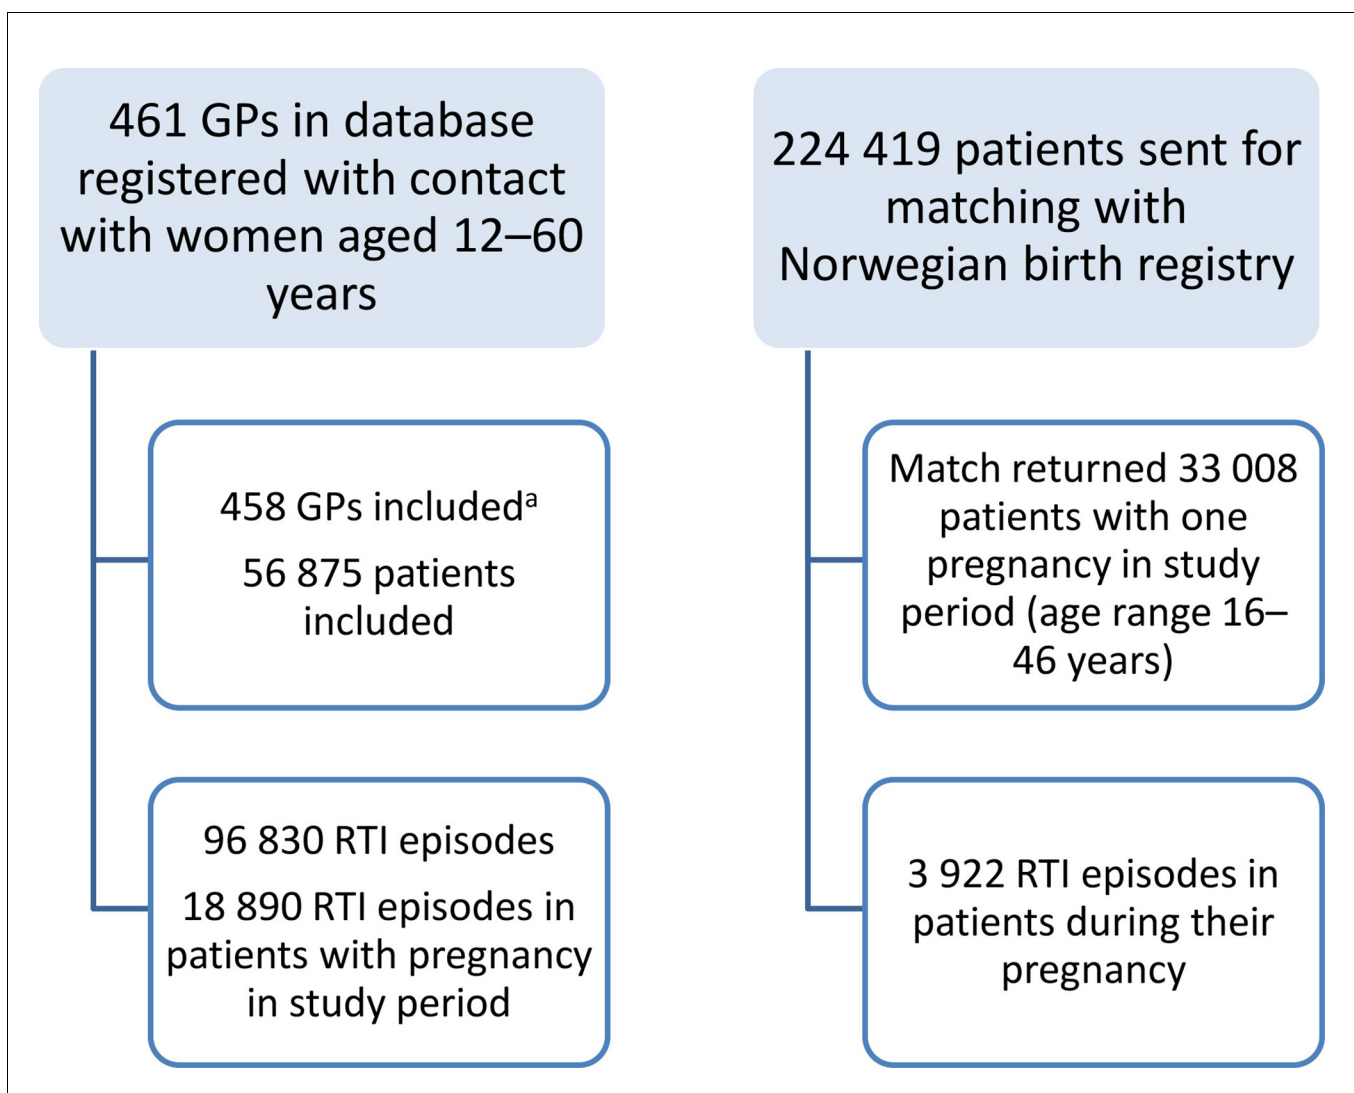 461 GPs in database
registered with contact
with women aged 12–60
years
458 GPs includedᵃ
56 875 patients
included
96 830 RTI episodes
18 890 RTI episodes in
patients with pregnancy
in study period
224 419 patients sent for
matching with
Norwegian birth registry
Match returned 33 008
patients with one
pregnancy in study
period (age range 16–
46 years)
3 922 RTI episodes in
patients during their
pregnancy